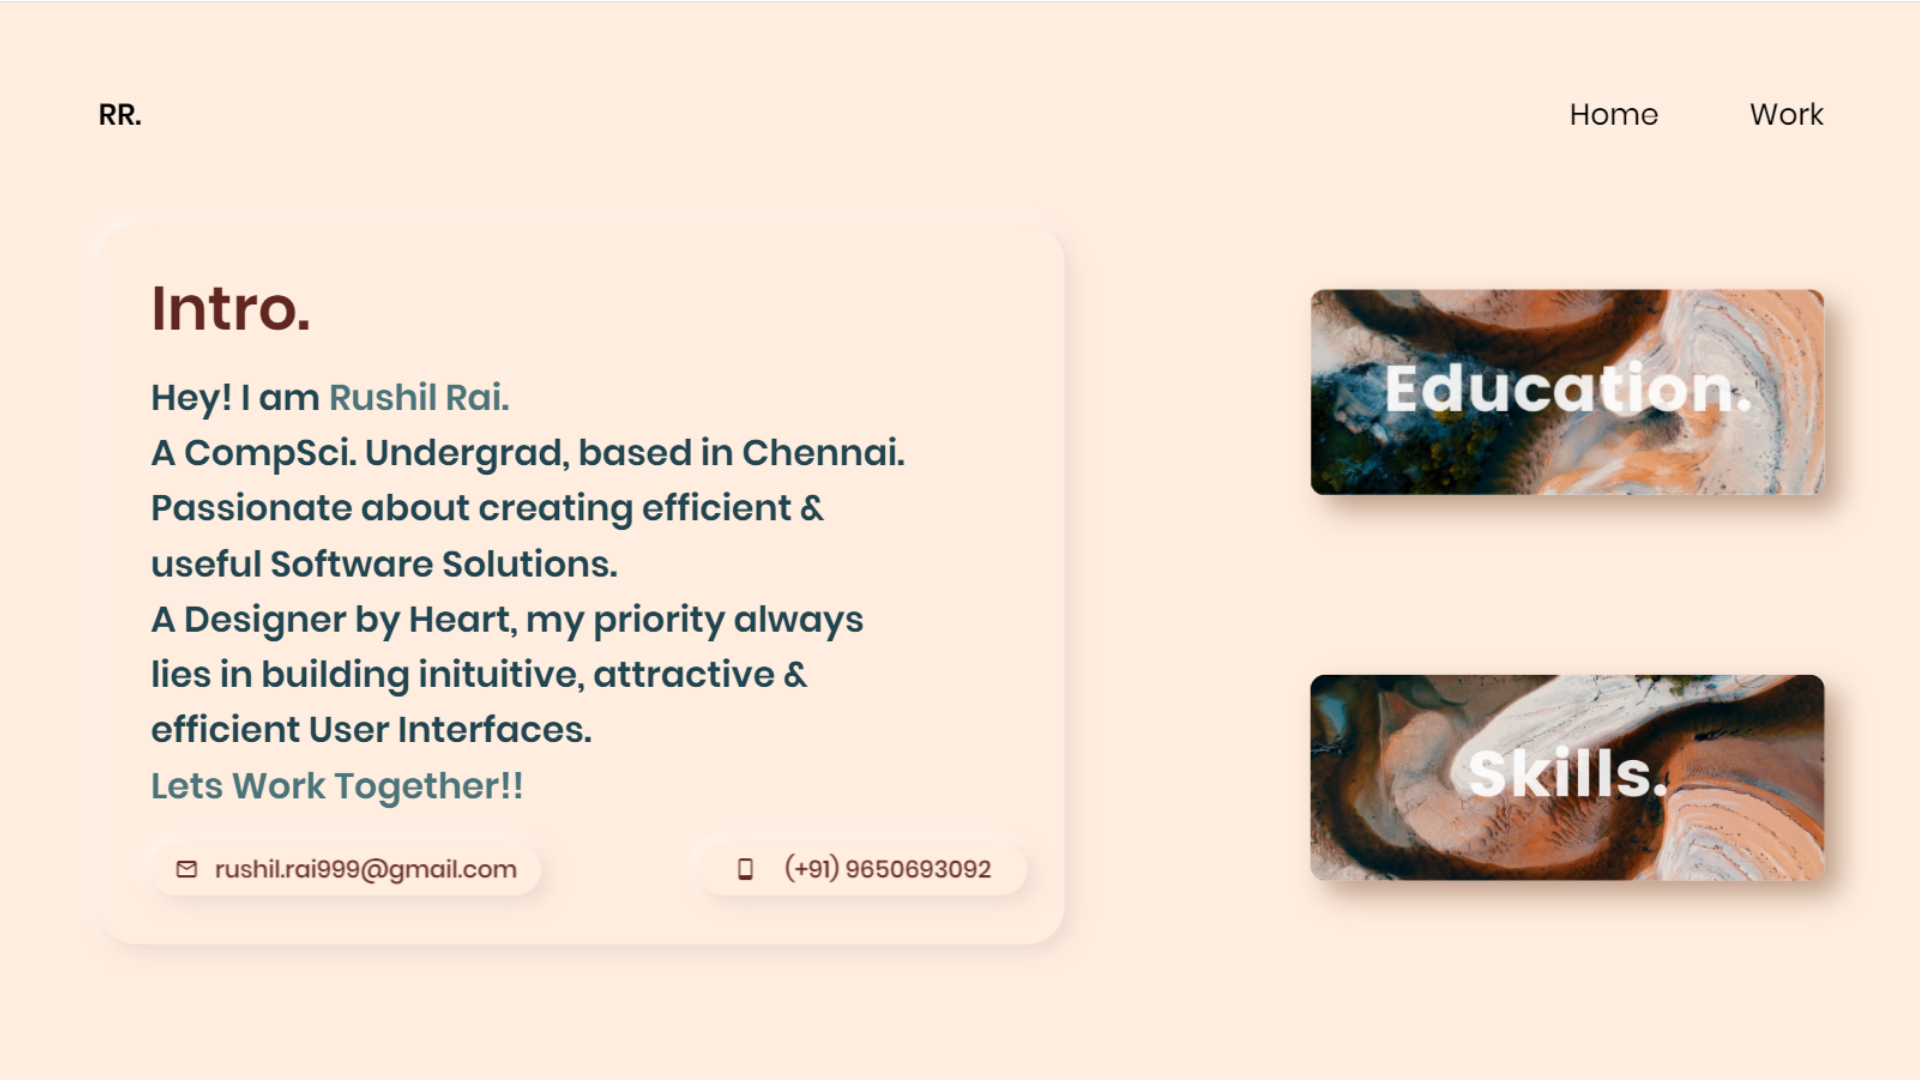 RR.
Home
Work
Intro.
Hey! I am Rushil Rai.
A CompSci. Undergrad, based in Chennai.
Passionate about creating efficient &
useful Software Solutions.
A Designer by Heart, my priority always
lies in building inituitive, attractive &
efficient User Interfaces.
Lets Work Together!!
rushil.rai999@gmail.com
(+91) 9650693092
Education.
Skills.